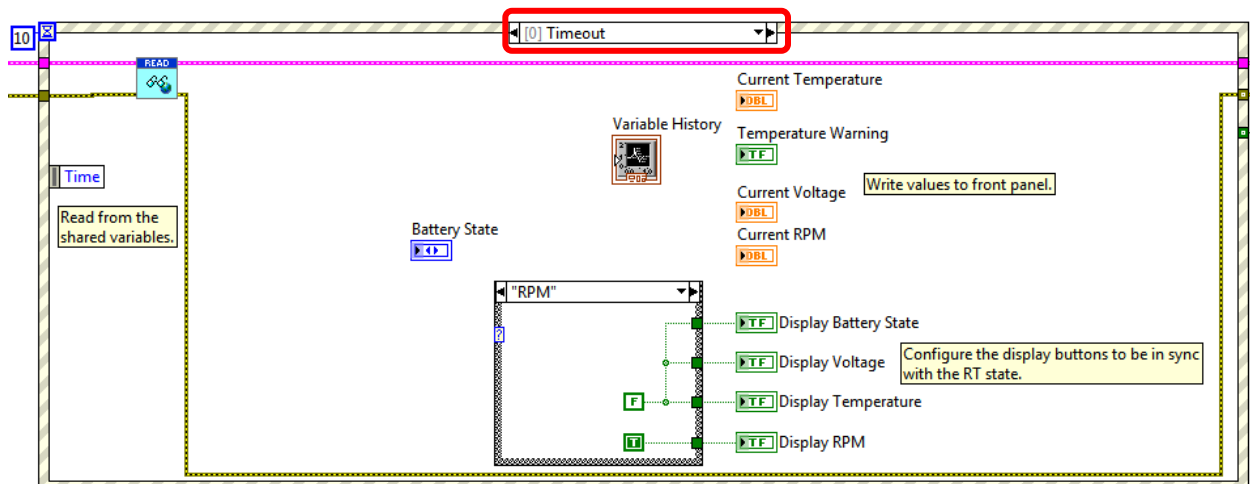 10
[0] Timeout
READ
Current Temperature
DBL
Variable History
Temperature Warning
TF
Time
Write values to front panel.
Current Voltage
DBL
Read from the
shared variables.
Battery State
Current RPM
DBL
"RPM"
?
TF Display Battery State
TF Display Voltage
Configure the display buttons to be in sync
with the RT state.
F
TF Display Temperature
T
TF Display RPM